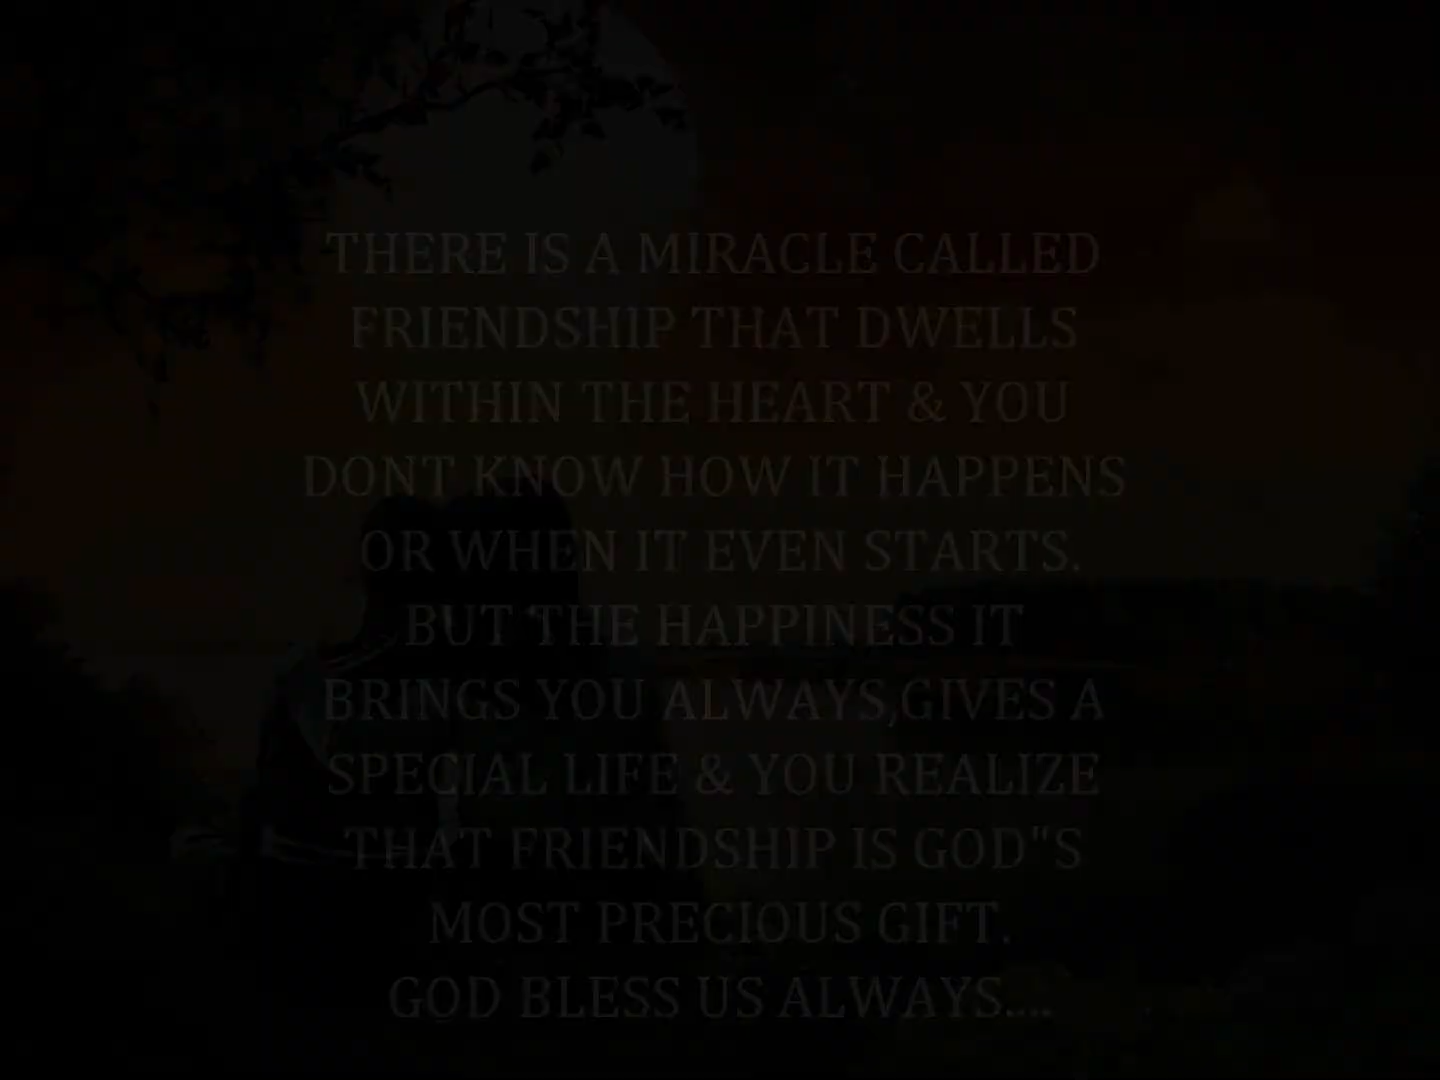 THERE IS A MIRACLE CALLED
FRIENDSHIP THAT DWELLS
WITHIN THE HEART & YOU
DONT KNOW HOW IT HAPPENS
OR WHEN IT EVEN STARTS.
BUT THE HAPPINESS IT
BRINGS YOU ALWAYS,GIVES A
SPECIAL LIFE & YOU REALIZE
THAT FRIENDSHIP IS GOD"S
MOST PRECIOUS GIFT.
GOD BLESS US ALWAYS....